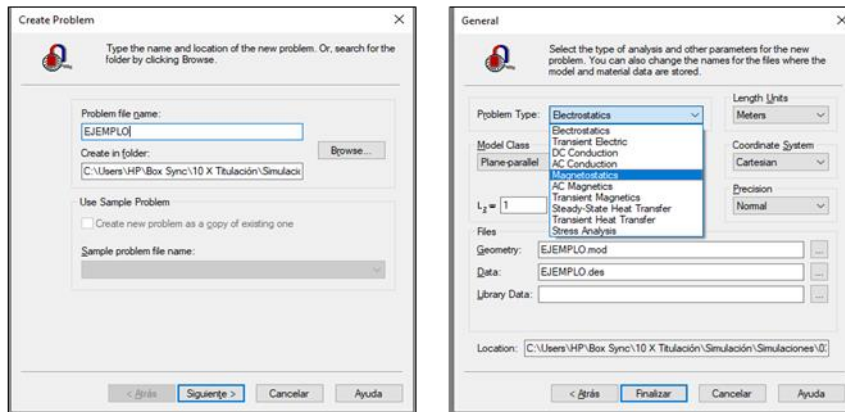 Create Problem
Type the name and location of the new problem. Or, search for the
folder by clicking Browse.
Problem file name:
EJEMPLO
Create in folder:
C:\Users\HP\Box Sync\10 X Titulación\Simulació
Browse...
Use Sample Problem
Create new problem as a copy of existing one
Sample problem file name:
< Atrás
Siguiente >
Cancelar
Ayuda
General
Select the type of analysis and other parameters for the new
problem. You can also change the names for the files where the
model and material data are stored.
Problem Type:
Electrostatics
Electrostatics
Transient Electric
DC Conduction
AC Conduction
Magnetostatics
AC Magnetics
Transient Magnetics
Steady-State Heat Transfer
Transient Heat Transfer
Stress Analysis
Length Units
Meters
Model Class
Plane-parallel
Coordinate System
Cartesian
Lz = 1
Precision
Normal
Files
Geometry:
EJEMPLO.mod
...
Data:
EJEMPLO.des
...
Library Data:
...
Location:
C:\Users\HP\Box Sync\10 X Titulación\Simulación\Simulaciones\0
< Atrás
Finalizar
Cancelar
Ayuda